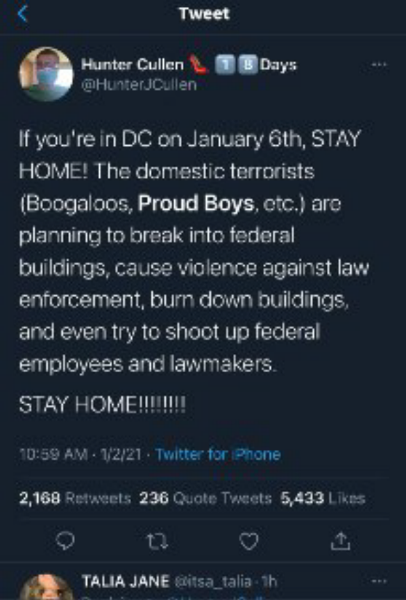 Tweet
Hunter Cullen 👠 1️⃣8️⃣Days
@HunterJCullen
If you're in DC on January 6th, STAY
HOME! The domestic terrorists
(Boogaloos, Proud Boys, etc.) are
planning to break into federal
buildings, cause violence against law
enforcement, burn down buildings,
and even try to shoot up federal
employees and lawmakers.
STAY HOME!!!!!!!!
10:59 AM · 1/2/21 · Twitter for iPhone
2,168 Retweets 236 Quote Tweets 5,433 Likes
TALIA JANE @itsa_talia · 1h